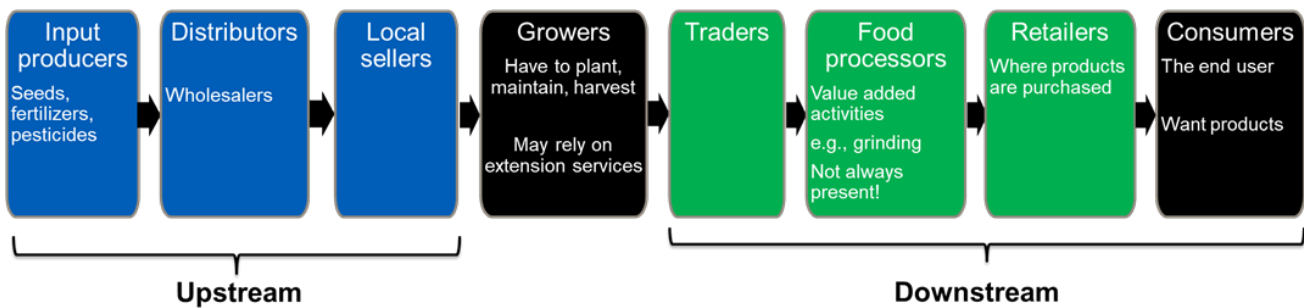 Input
producers
Seeds,
fertilizers,
pesticides
Distributors
Wholesalers
Local
sellers
Growers
Have to plant,
maintain, harvest
May rely on
extension services
Traders
Food
processors
Value added
activities
e.g., grinding
Not always
present!
Retailers
Where products
are purchased
Consumers
The end user
Want products
Upstream
Downstream